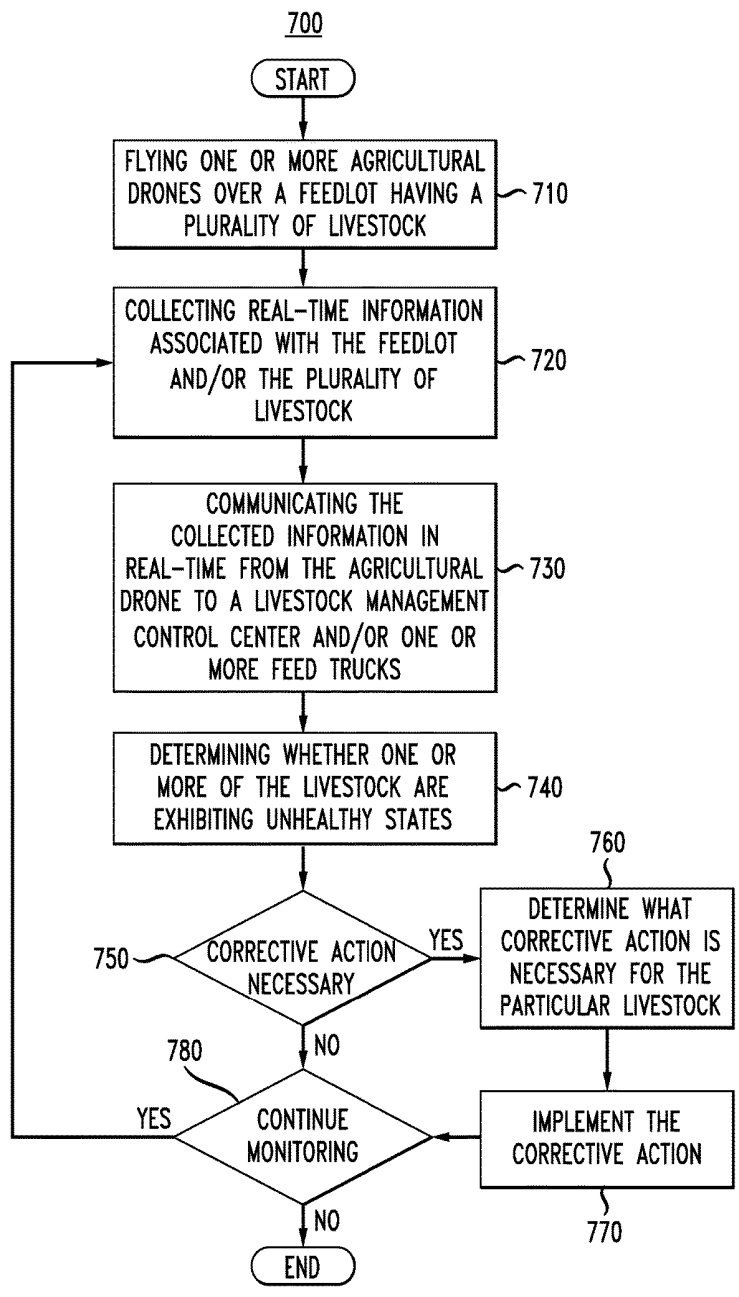 700
START
FLYING ONE OR MORE AGRICULTURAL
DRONES OVER A FEEDLOT HAVING A
PLURALITY OF LIVESTOCK
710
COLLECTING REAL-TIME INFORMATION
ASSOCIATED WITH THE FEEDLOT
AND/OR THE PLURALITY OF
LIVESTOCK
720
COMMUNICATING THE
COLLECTED INFORMATION IN
REAL-TIME FROM THE AGRICULTURAL
DRONE TO A LIVESTOCK MANAGEMENT
CONTROL CENTER AND/OR ONE OR
MORE FEED TRUCKS
730
DETERMINING WHETHER ONE OR
MORE OF THE LIVESTOCK ARE
EXHIBITING UNHEALTHY STATES
740
750
CORRECTIVE ACTION
NECESSARY
YES
NO
760
DETERMINE WHAT
CORRECTIVE ACTION IS
NECESSARY FOR THE
PARTICULAR LIVESTOCK
IMPLEMENT THE
CORRECTIVE ACTION
770
780
CONTINUE
MONITORING
YES
NO
END